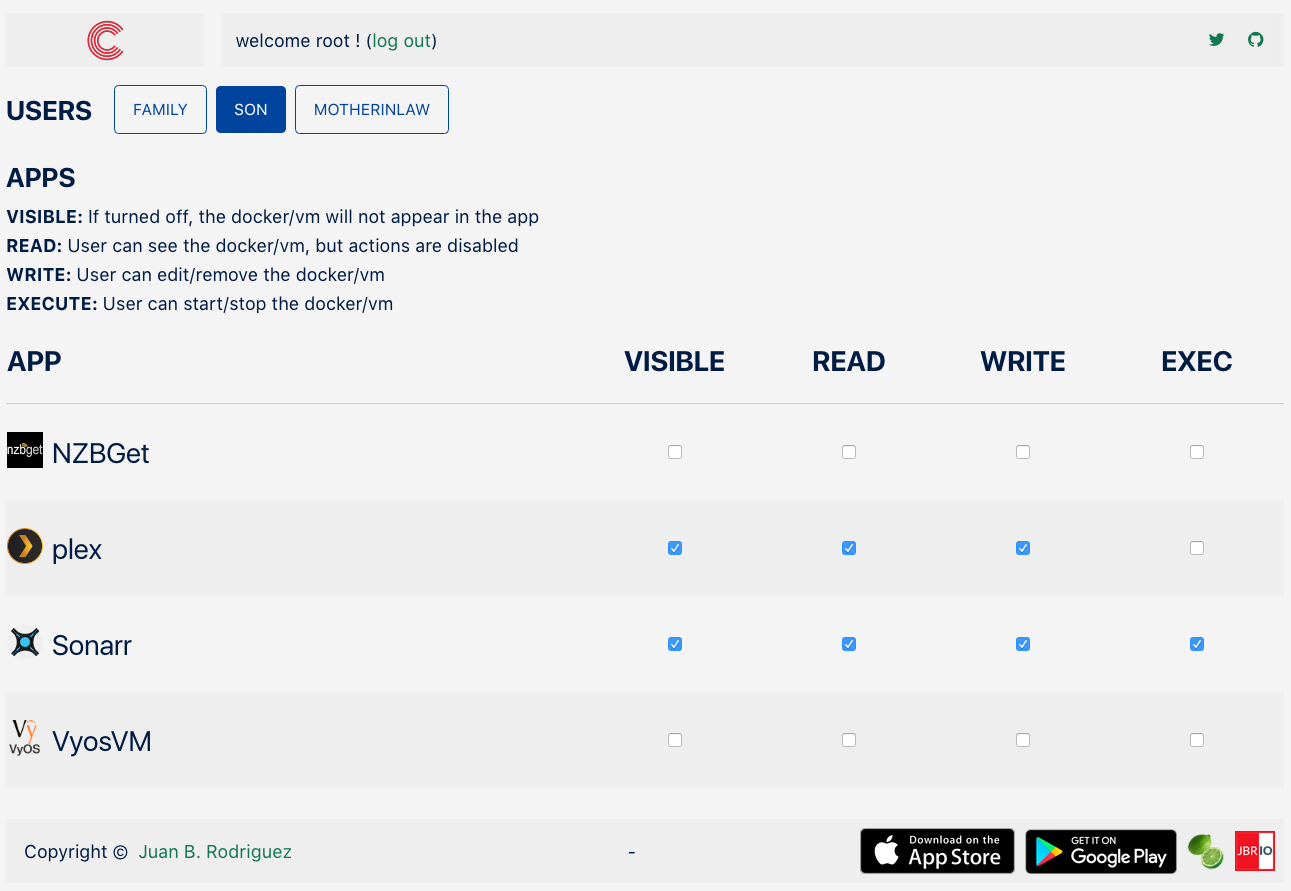 welcome root ! (log out)
USERS FAMILY SON MOTHERINLAW
APPS
VISIBLE: If turned off, the docker/vm will not appear in the app
READ: User can see the docker/vm, but actions are disabled
WRITE: User can edit/remove the docker/vm
EXECUTE: User can start/stop the docker/vm
APP VISIBLE READ WRITE EXEC
nzbget NZBGet
plex
Sonarr
Vy
VyOS VyosVM
Copyright © Juan B. Rodriguez -
Download on the
App Store
GET IT ON
Google Play
JBRIO